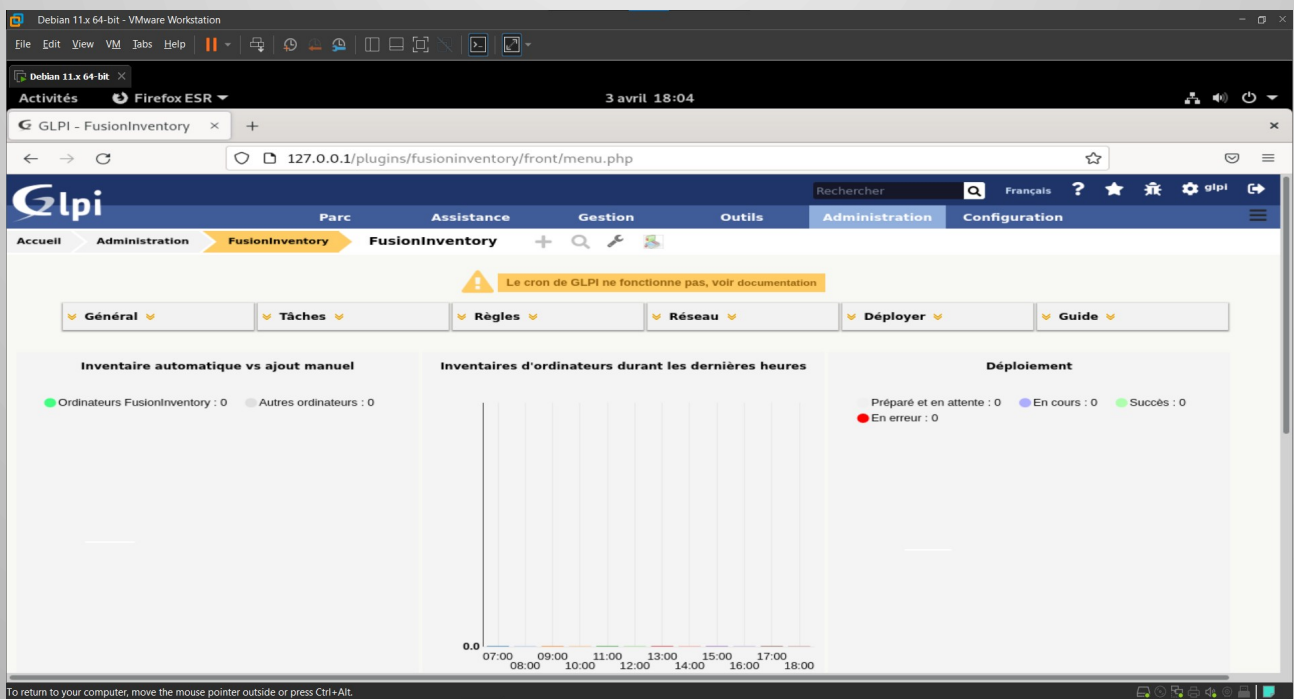 Debian 11.x 64-bit - VMware Workstation
File Edit View VM Tabs Help
Debian 11.x 64-bit
Activités Firefox ESR 3 avril 18:04
GLPI - FusionInventory
127.0.0.1/plugins/fusioninventory/front/menu.php
Glpi
Rechercher Français ? glpi
Parc Assistance Gestion Outils Administration Configuration
Accueil Administration FusionInventory FusionInventory
Le cron de GLPI ne fonctionne pas, voir documentation
Général Tâches Règles Réseau Déployer Guide
Inventaire automatique vs ajout manuel
Ordinateurs FusionInventory : 0 Autres ordinateurs : 0
Inventaires d'ordinateurs durant les dernières heures
0.0
07:00 09:00 11:00 13:00 15:00 17:00
08:00 10:00 12:00 14:00 16:00 18:00
Déploiement
Préparé et en attente : 0 En cours : 0 Succès : 0
En erreur : 0
To return to your computer, move the mouse pointer outside or press Ctrl+Alt.